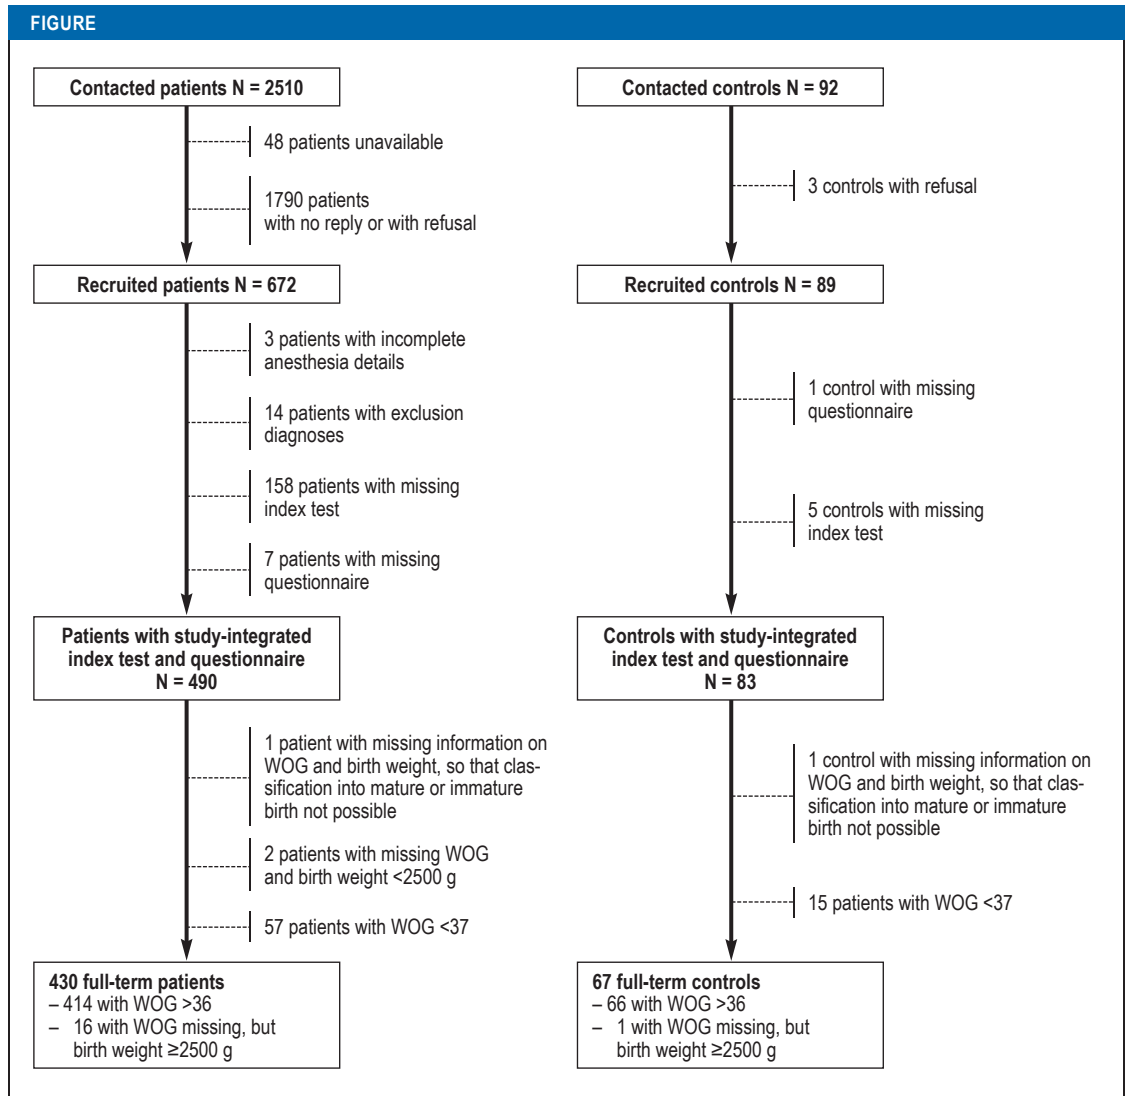 FIGURE
Contacted patients N = 2510
48 patients unavailable
1790 patients
with no reply or with refusal
Recruited patients N = 672
3 patients with incomplete
anesthesia details
14 patients with exclusion
diagnoses
158 patients with missing
index test
7 patients with missing
questionnaire
Patients with study-integrated
index test and questionnaire
N = 490
1 patient with missing information on
WOG and birth weight, so that clas-
sification into mature or immature
birth not possible
2 patients with missing WOG
and birth weight <2500 g
57 patients with WOG <37
430 full-term patients
– 414 with WOG >36
– 16 with WOG missing, but
birth weight ≥2500 g
Contacted controls N = 92
3 controls with refusal
Recruited controls N = 89
1 control with missing
questionnaire
5 controls with missing
index test
Controls with study-integrated
index test and questionnaire
N = 83
1 control with missing information on
WOG and birth weight, so that clas-
sification into mature or immature
birth not possible
15 patients with WOG <37
67 full-term controls
– 66 with WOG >36
– 1 with WOG missing, but
birth weight ≥2500 g